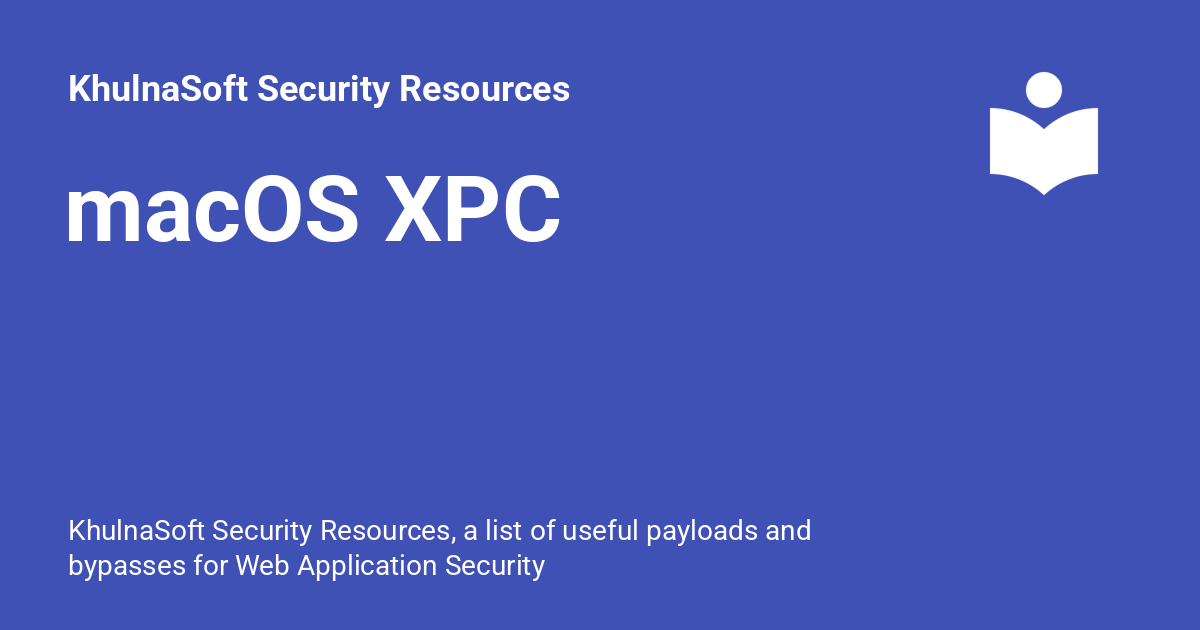 KhulnaSoft Security Resources
macOS XPC
KhulnaSoft Security Resources, a list of useful payloads and
bypasses for Web Application Security